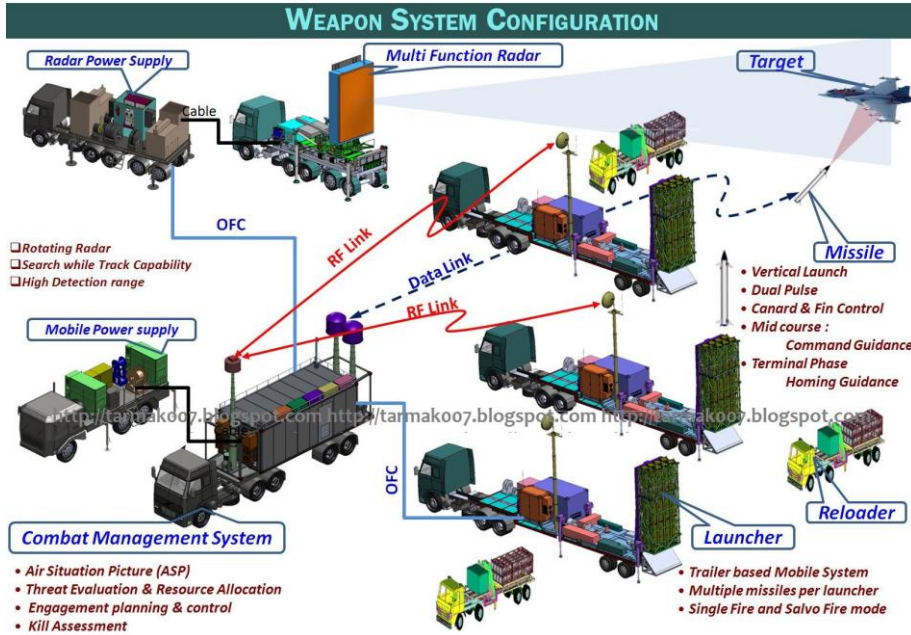 WEAPON SYSTEM CONFIGURATION
Radar Power Supply
Multi Function Radar
Target
Cable
OFC
RF Link
Data Link
RF Link
Missile
❑Rotating Radar
❑Search while Track Capability
❑High Detection range
• Vertical Launch
• Dual Pulse
• Canard & Fin Control
• Mid course :
Command Guidance
• Terminal Phase
Homing Guidance
Mobile Power supply
http://tarmak007.blogspot.com http://tarmak007.blogspot.com http://tarmak007.blogspot.com
OFC
Reloader
Combat Management System
Launcher
• Air Situation Picture (ASP)
• Threat Evaluation & Resource Allocation
• Engagement planning & control
• Kill Assessment
• Trailer based Mobile System
• Multiple missiles per launcher
• Single Fire and Salvo Fire mode